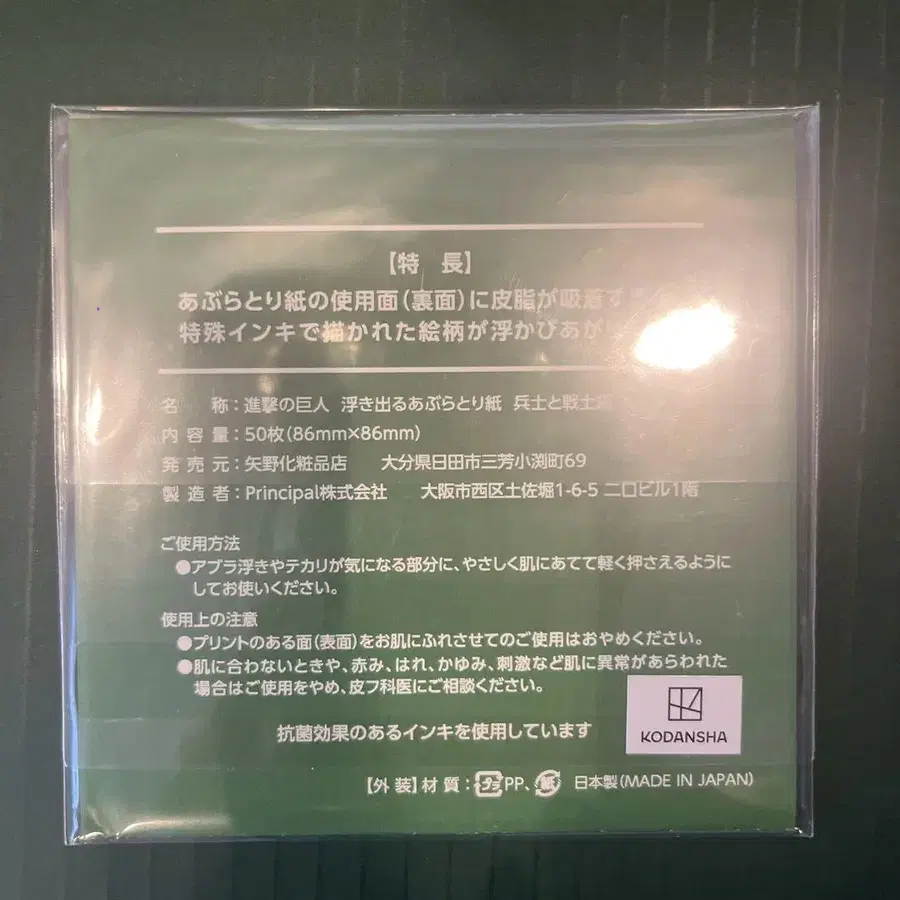 【特 長】
あぶらとり紙の使用面(裏面)に皮脂が吸着す
特殊インキで描かれた絵柄が浮かびあがり
名 称：進撃の巨人 浮き出るあぶらとり紙 兵士と戦士
内 容 量：50枚(86mm×86mm)
発 売 元：矢野化粧品店 大分県日田市三芳小渕町69
製 造 者：Principal株式会社 大阪市西区土佐堀1-6-5 二口ビル1階
ご使用方法
●アブラ浮きやテカリが気になる部分に、やさしく肌にあてて軽く押さえるように
してお使いください。
使用上の注意
●プリントのある面(表面)をお肌にふれさせてのご使用はおやめください。
●肌に合わないときや、赤み、はれ、かゆみ、刺激など肌に異常があらわれた
場合はご使用をやめ、皮フ科医にご相談ください。
抗菌効果のあるインキを使用しています
KODANSHA
【外 装】材 質：プラ PP、紙 日本製(MADE IN JAPAN)